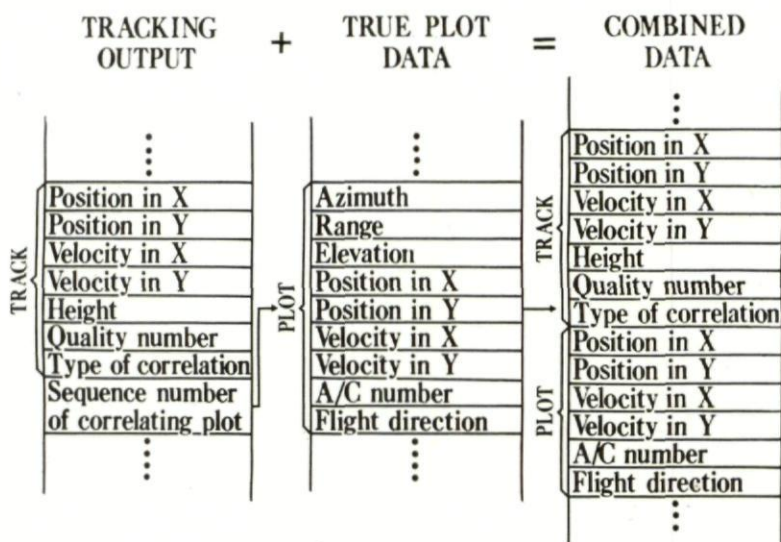 TRACKING
OUTPUT
+
TRUE PLOT
DATA
=
COMBINED
DATA
TRACK
Position in X
Position in Y
Velocity in X
Velocity in Y
Height
Quality number
Type of correlation
Sequence number
of correlating plot
PLOT
Azimuth
Range
Elevation
Position in X
Position in Y
Velocity in X
Velocity in Y
A/C number
Flight direction
TRACK
Position in X
Position in Y
Velocity in X
Velocity in Y
Height
Quality number
Type of correlation
PLOT
Position in X
Position in Y
Velocity in X
Velocity in Y
A/C number
Flight direction